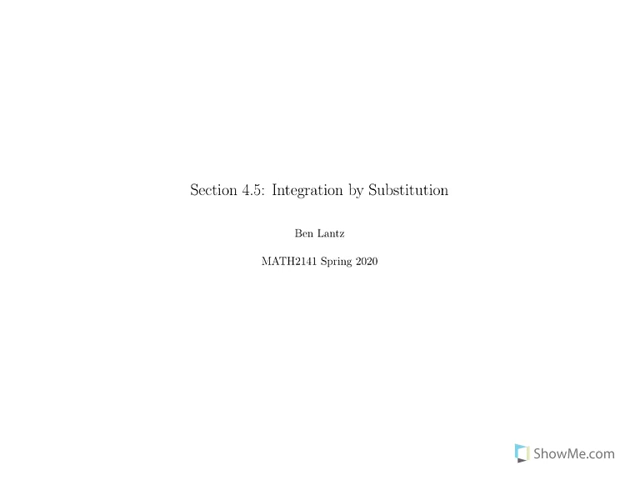 Section 4.5: Integration by Substitution
Ben Lantz
MATH2141 Spring 2020
ShowMe.com